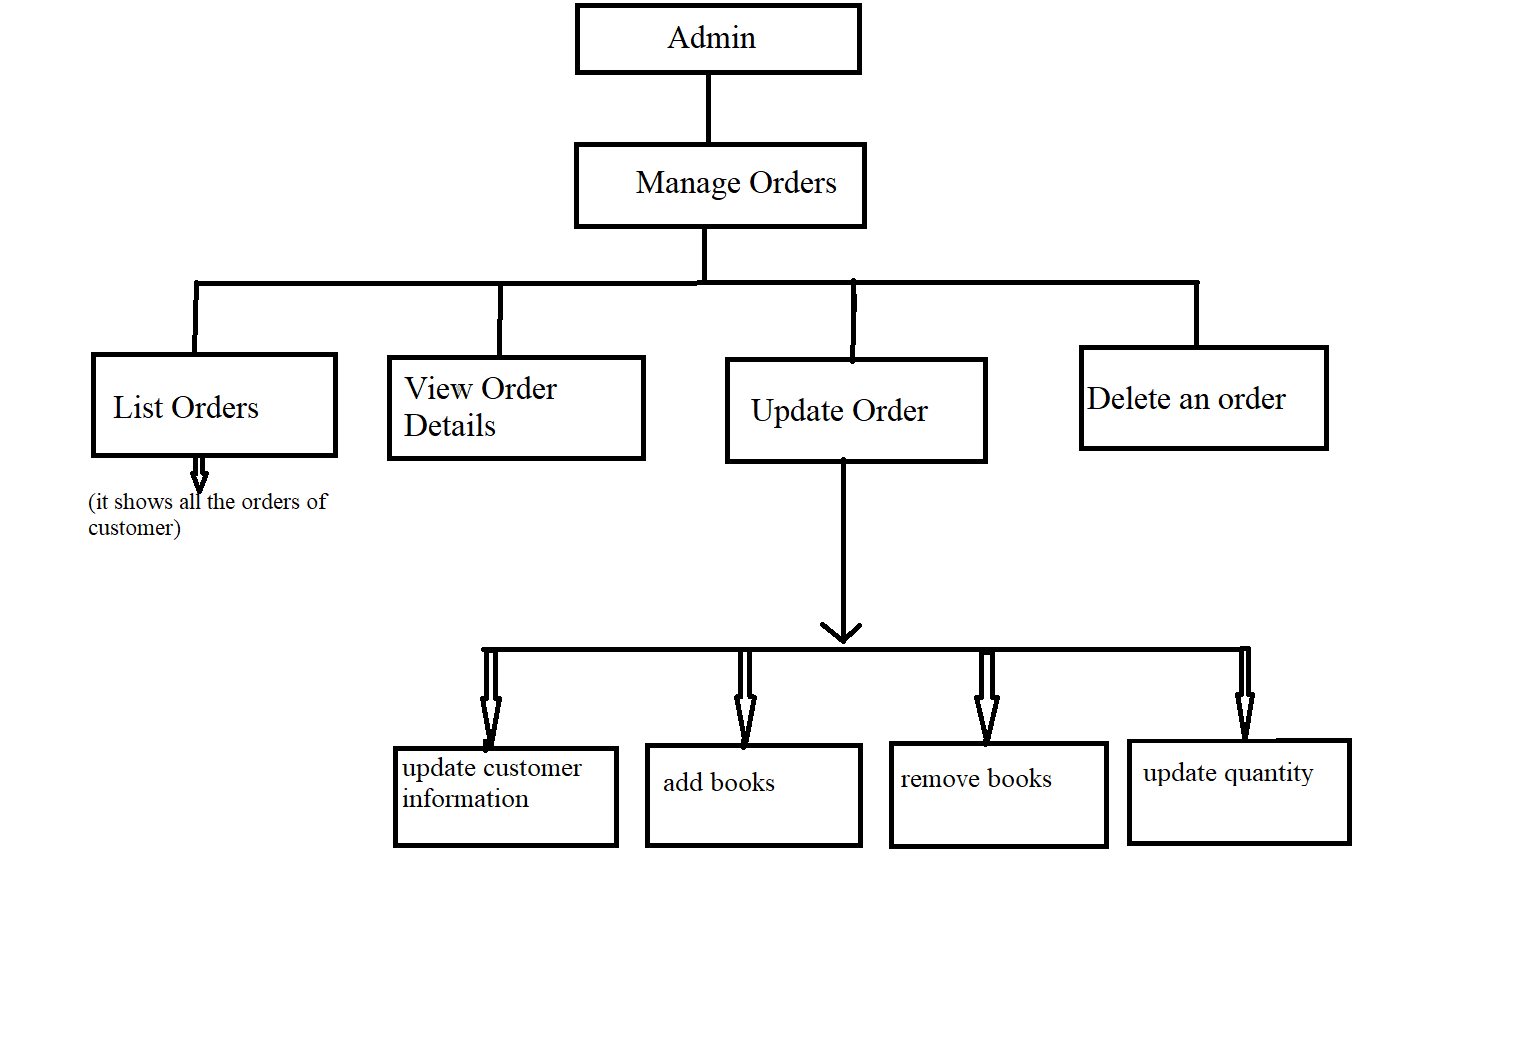 Admin
Manage Orders
List Orders
View Order
Details
Update Order
Delete an order
(it shows all the orders of
customer)
update customer
information
add books
remove books
update quantity